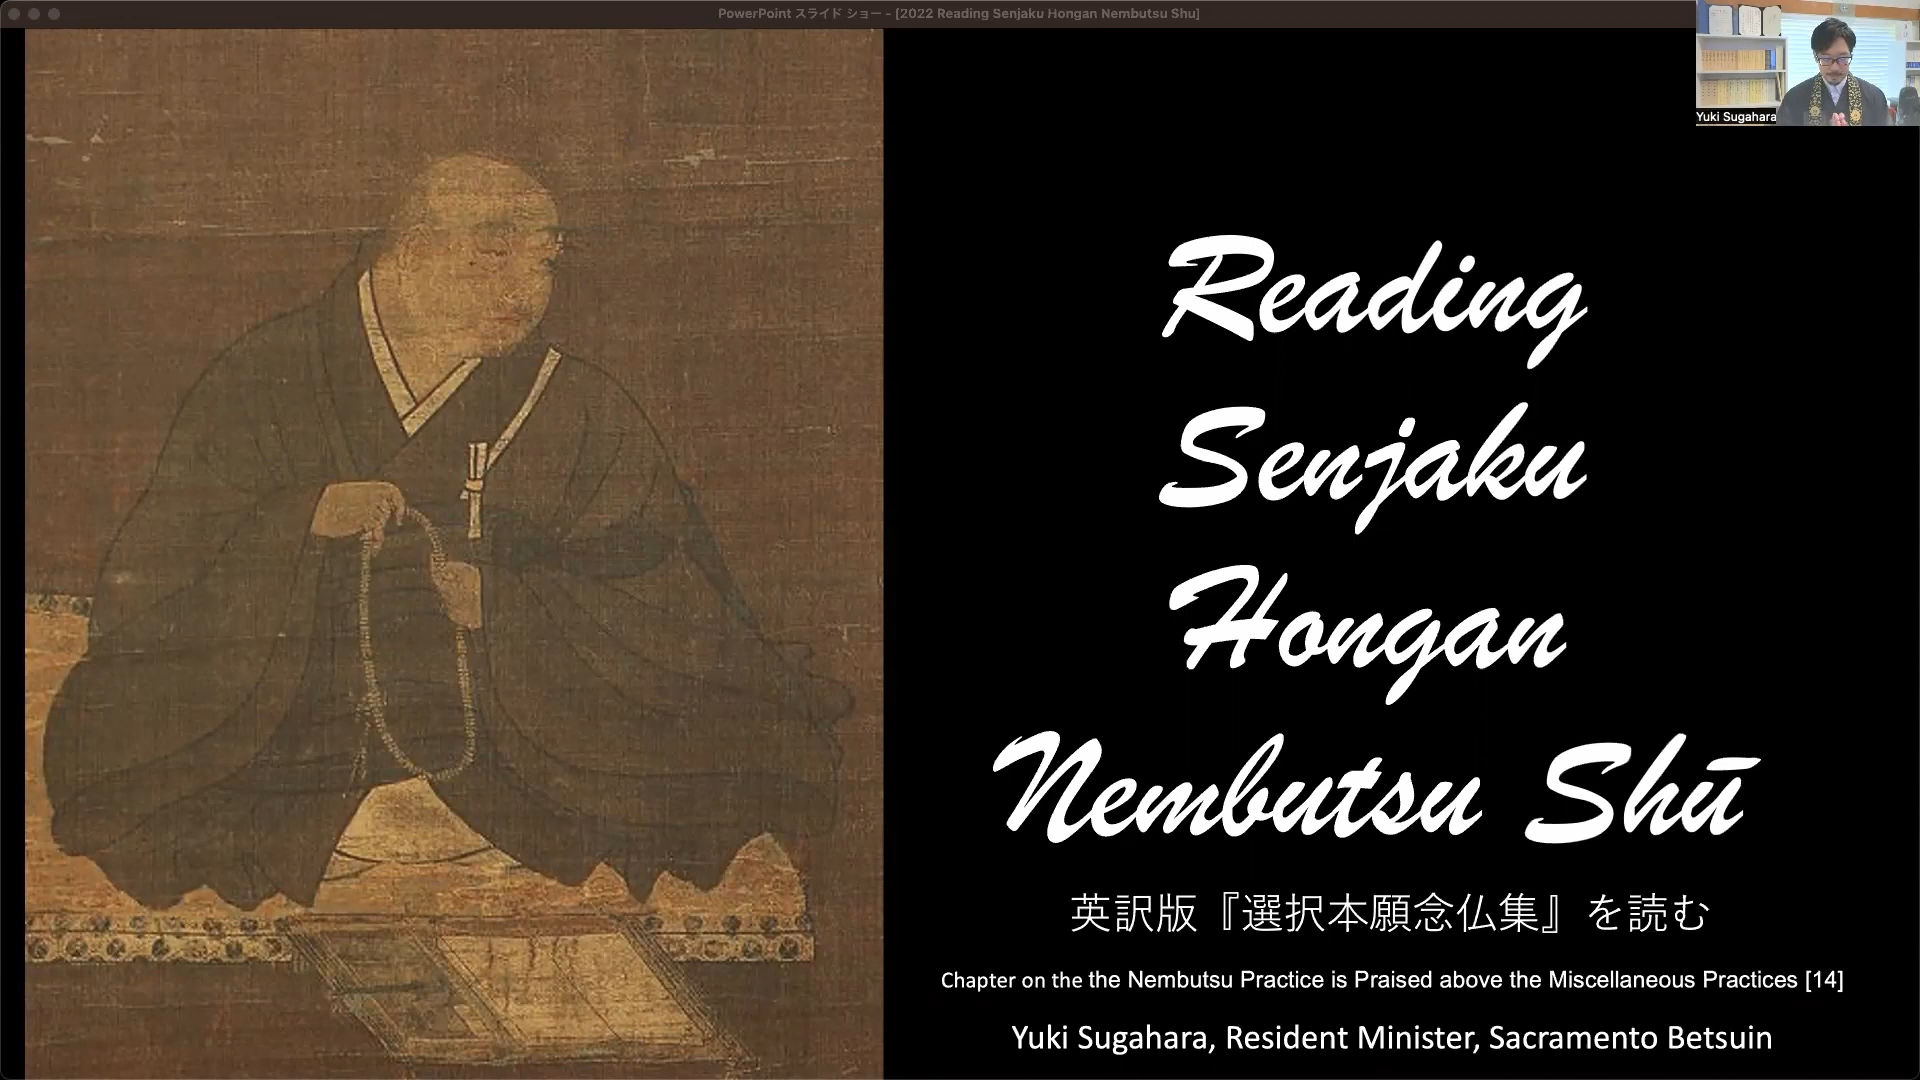 PowerPoint スライド ショー - [2022 Reading Senjaku Hongan Nembutsu Shu]
Yuki Sugahara
Reading
Senjaku
Hongan
Nembutsu Shū
英訳版『選択本願念仏集』を読む
Chapter on the the Nembutsu Practice is Praised above the Miscellaneous Practices [14]
Yuki Sugahara, Resident Minister, Sacramento Betsuin